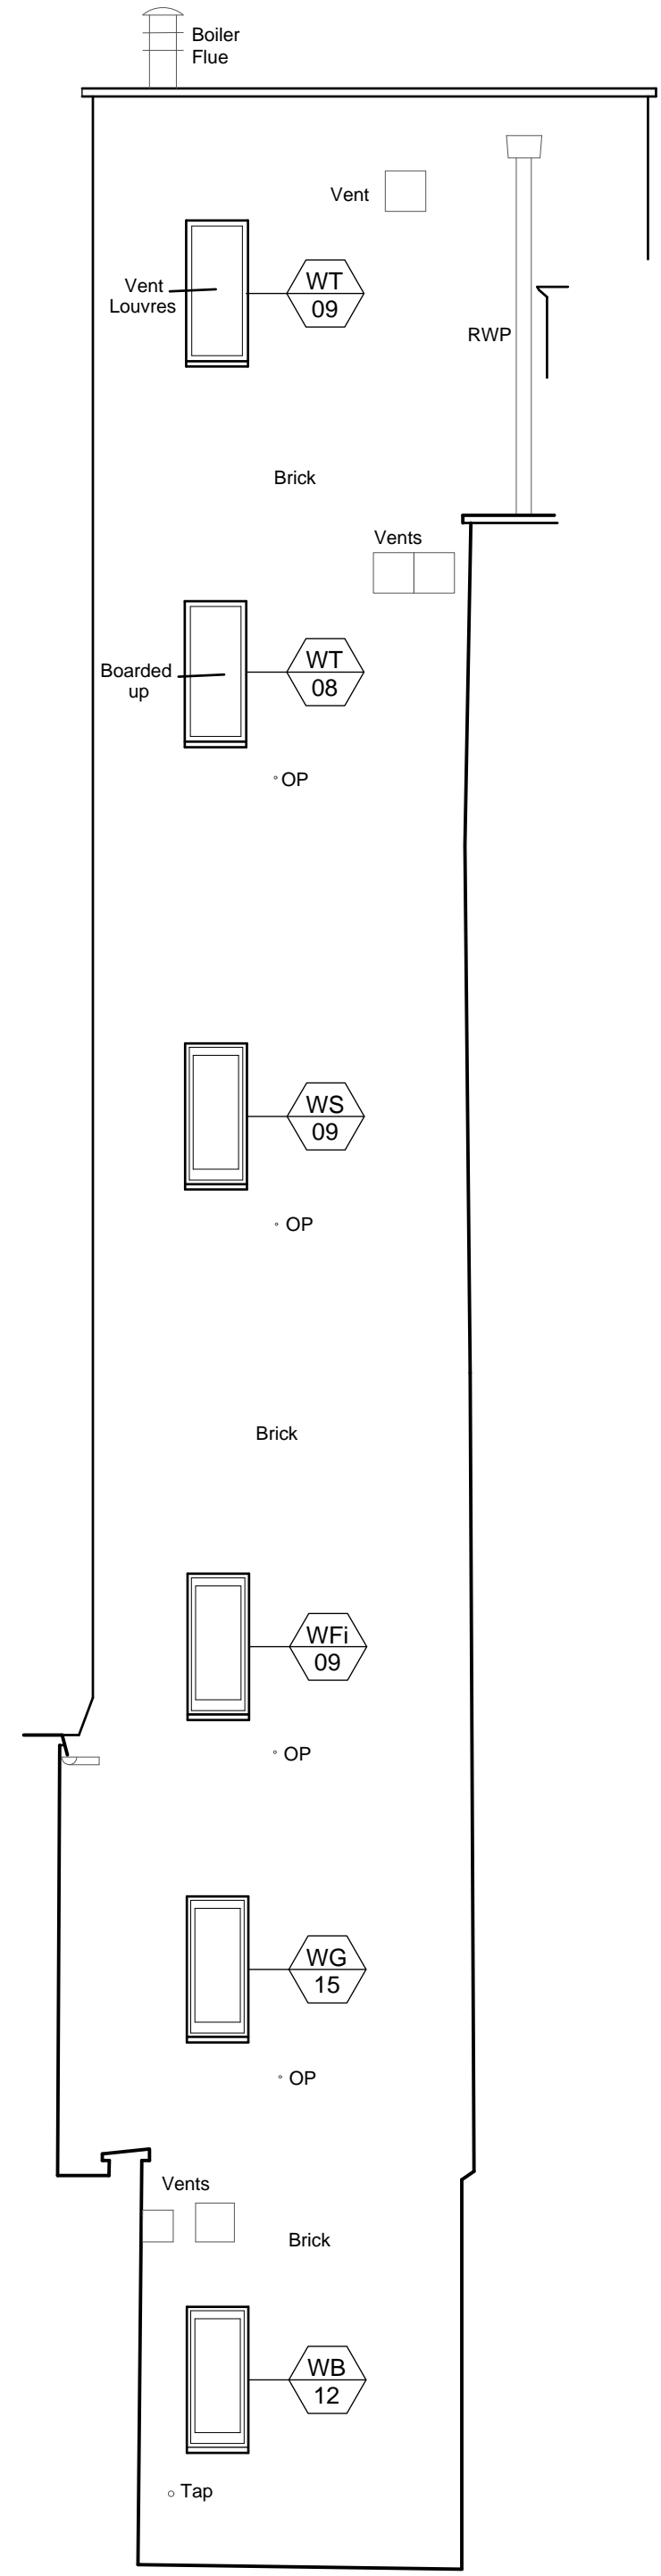 Boiler
Flue
Vent
Vent
Louvres
WT
09
RWP
Brick
Vents
Boarded
up
WT
08
OP
WS
09
OP
Brick
WFi
09
OP
WG
15
OP
Vents
Brick
WB
12
Tap